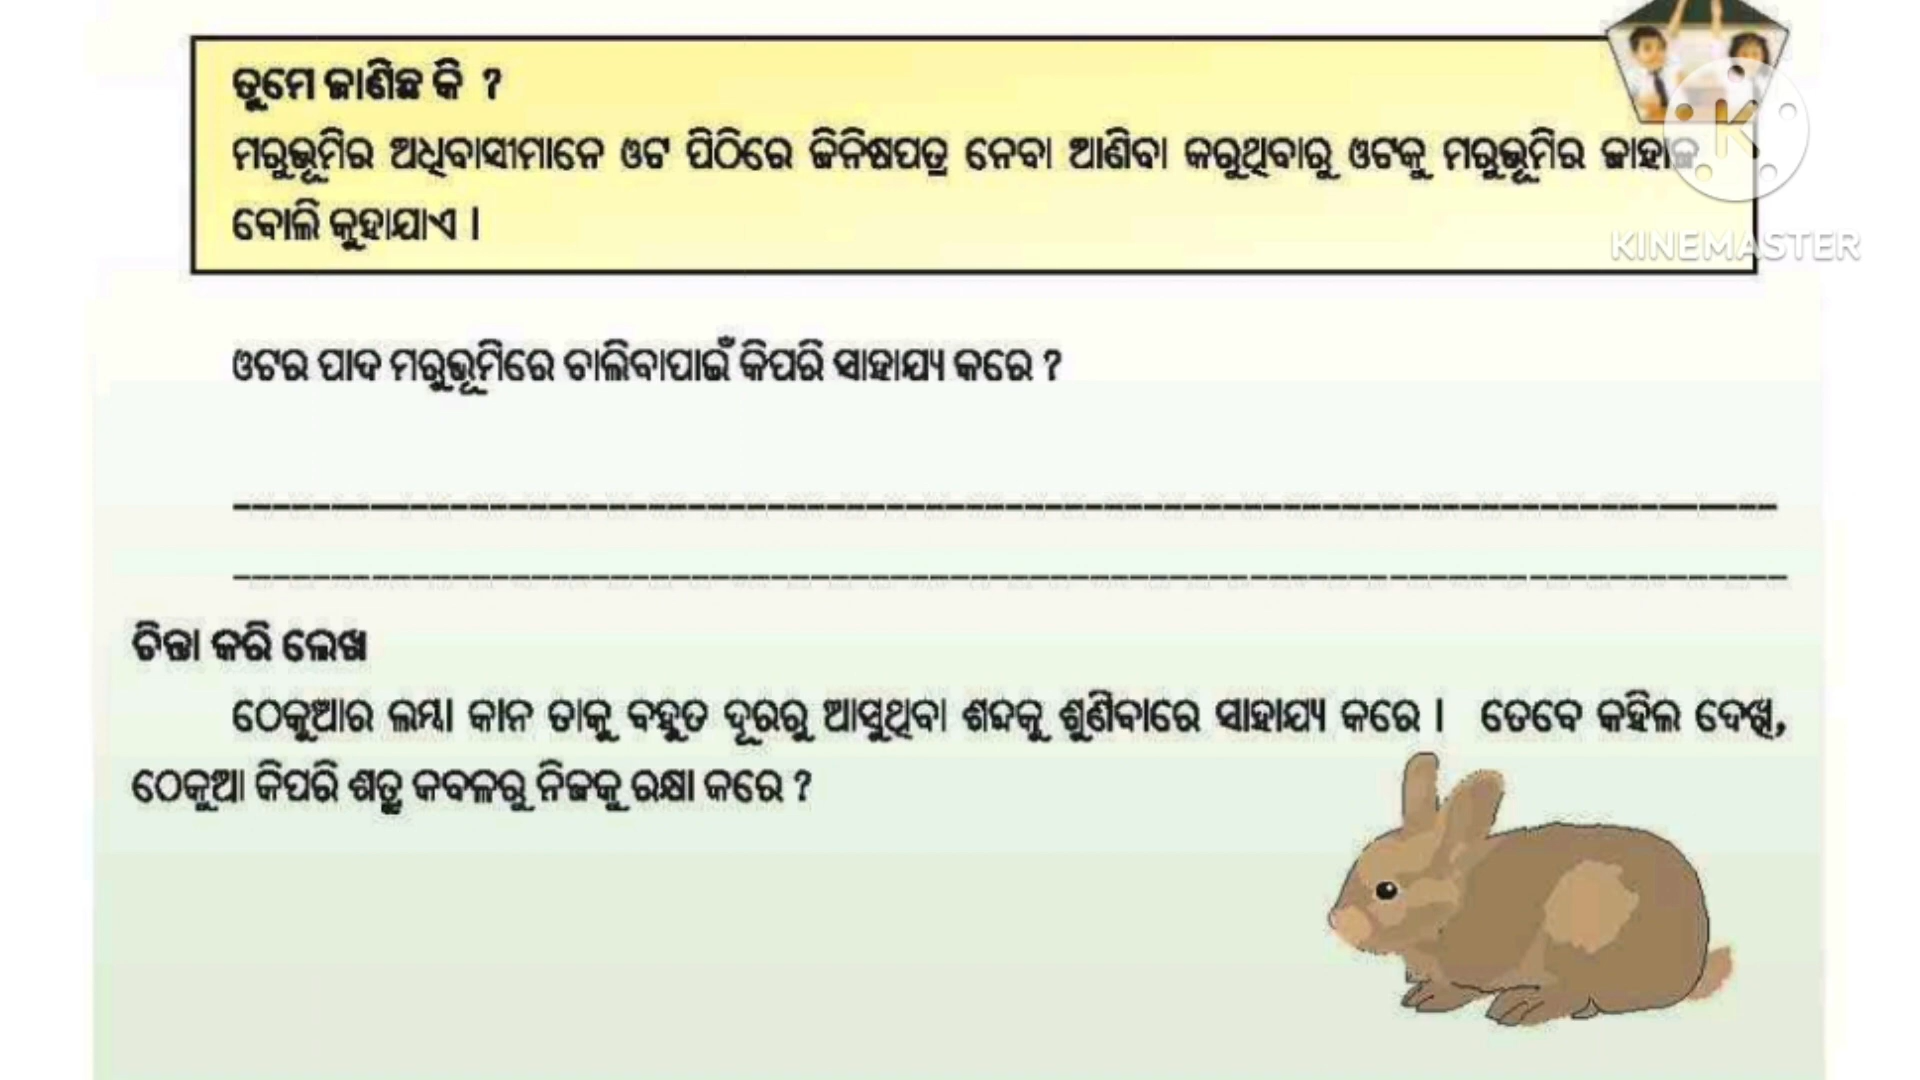 ତୁମେ ଜାଣିଛ କି ?
ମରୁଭୂମିର ଅଧିବାସୀମାନେ ଓଟ ପିଠିରେ ଜିନିଷପତ୍ର ନେବା ଆଣିବା କରୁଥିବାରୁ ଓଟକୁ ମରୁଭୂମିର ଜାହାଜ
ବୋଲି କୁହାଯାଏ ।
KINEMASTER
ଓଟର ପାଦ ମରୁଭୂମିରେ ଚାଲିବାପାଇଁ କିପରି ସାହାଯ୍ୟ କରେ ?
ଚିନ୍ତା କରି ଲେଖ
ଠେକୁଆର ଲମ୍ବା କାନ ତାକୁ ବହୁତ ଦୂରରୁ ଆସୁଥିବା ଶବ୍ଦକୁ ଶୁଣିବାରେ ସାହାଯ୍ୟ କରେ । ତେବେ କହିଲ ଦେଖି,
ଠେକୁଆ କିପରି ଶତ୍ରୁ କବଳରୁ ନିଜକୁ ରକ୍ଷା କରେ ?